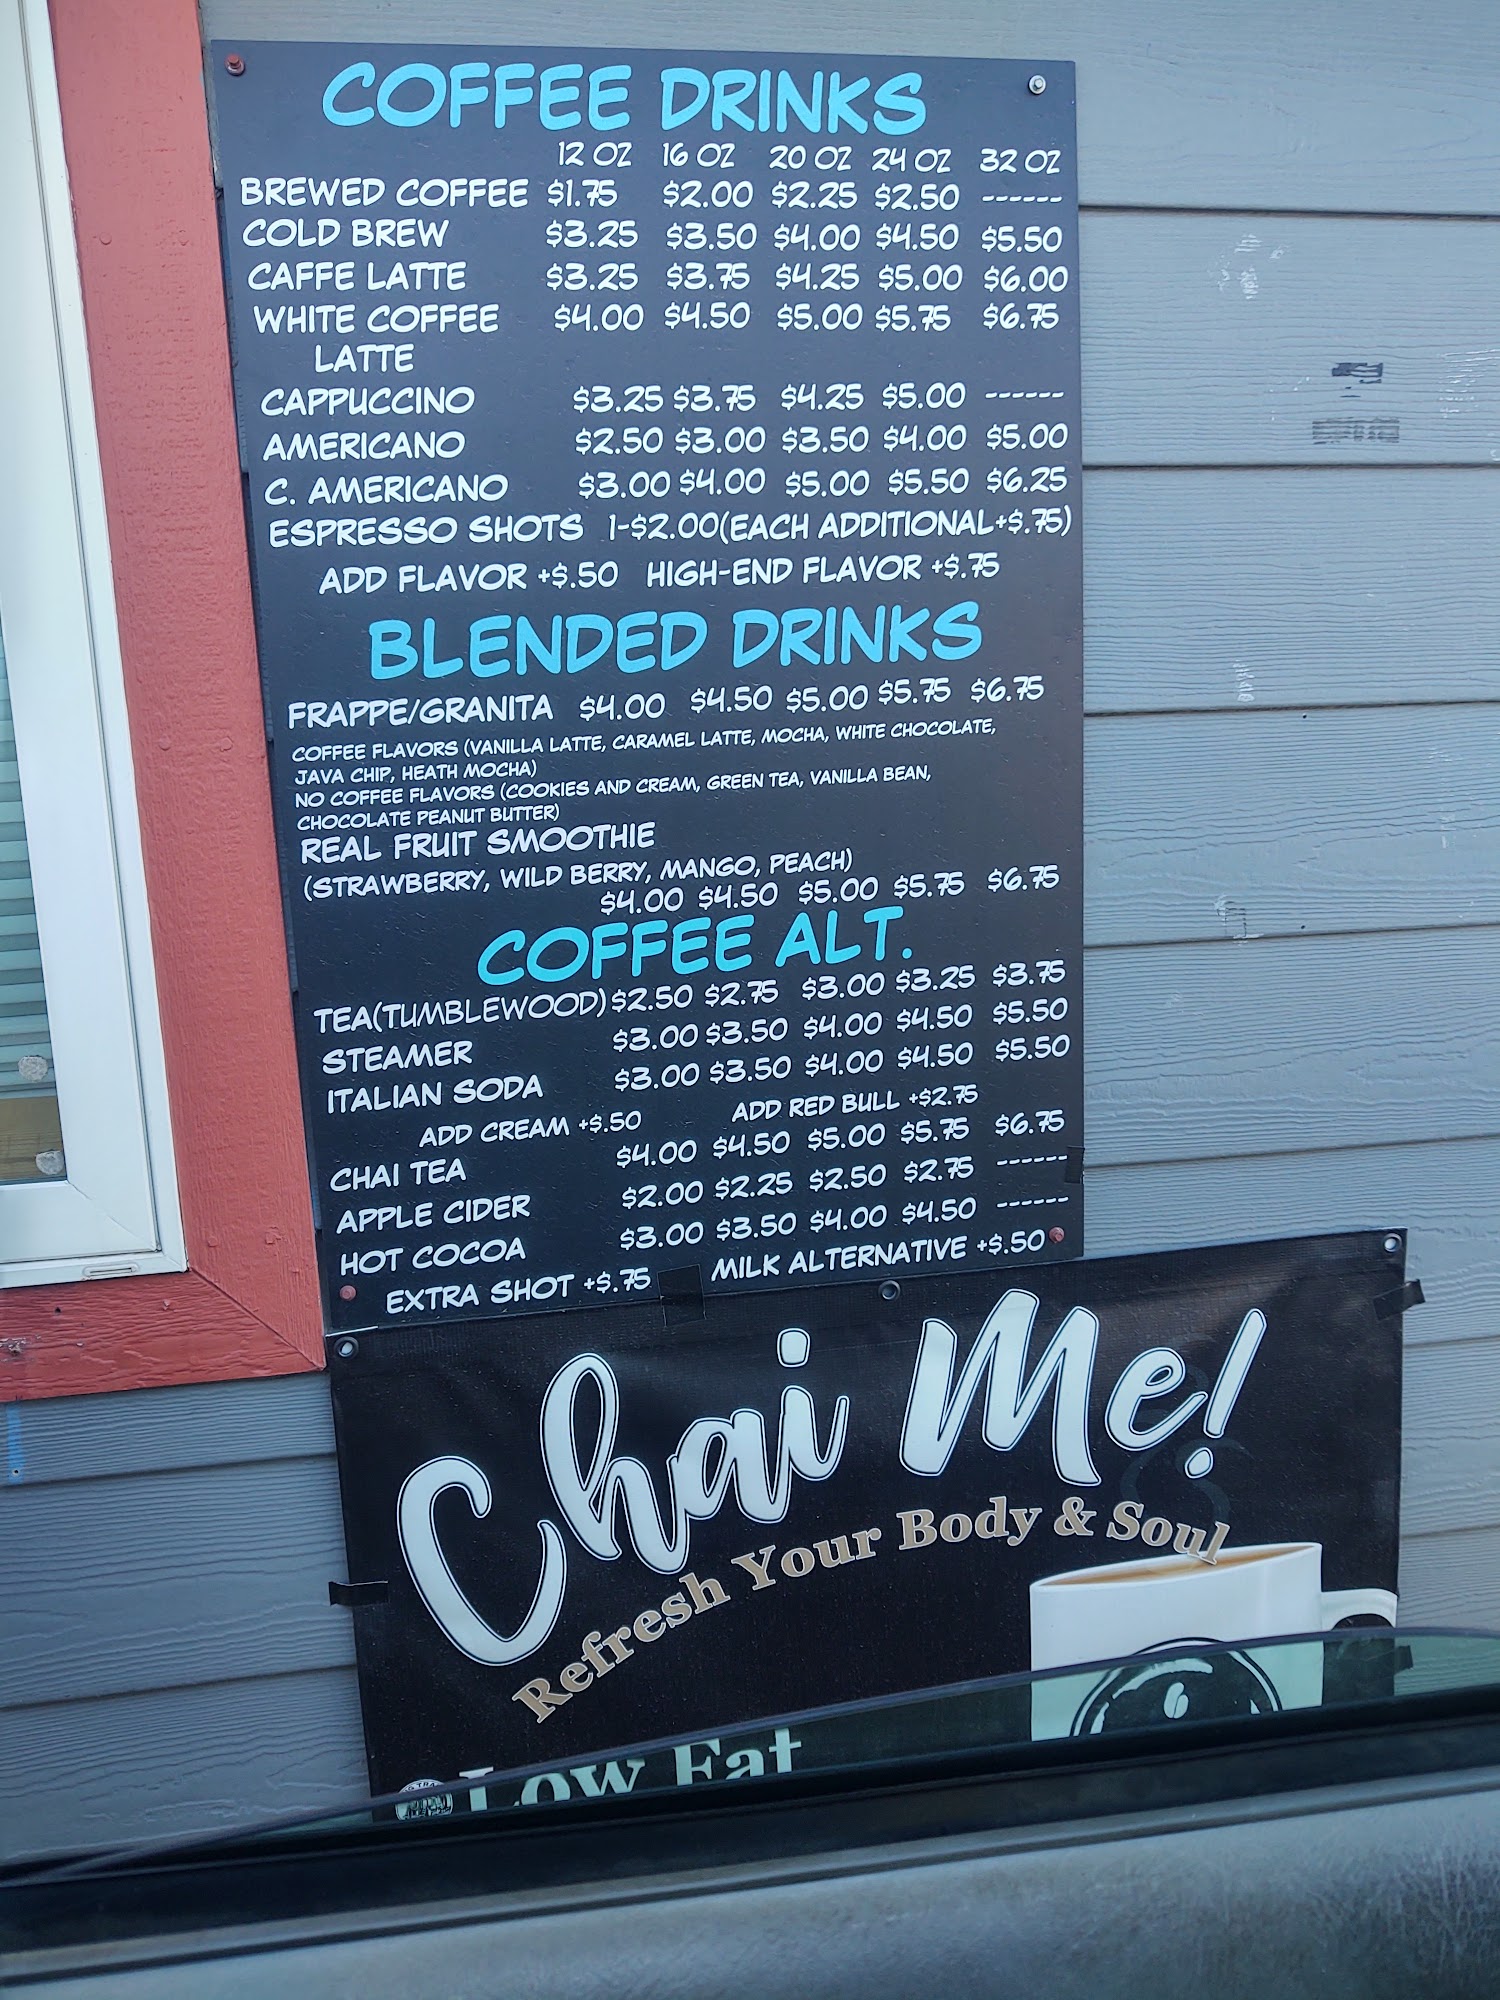 COFFEE DRINKS
12 OZ 16 OZ 20 OZ 24 OZ 32 OZ
BREWED COFFEE $1.75 $2.00 $2.25 $2.50 ------
COLD BREW $3.25 $3.50 $4.00 $4.50 $5.50
CAFFE LATTE $3.25 $3.75 $4.25 $5.00 $6.00
WHITE COFFEE $4.00 $4.50 $5.00 $5.75 $6.75
LATTE
CAPPUCCINO $3.25 $3.75 $4.25 $5.00 ------
AMERICANO $2.50 $3.00 $3.50 $4.00 $5.00
C. AMERICANO $3.00 $4.00 $5.00 $5.50 $6.25
ESPRESSO SHOTS 1-$2.00(EACH ADDITIONAL+$.75)
ADD FLAVOR +$.50 HIGH-END FLAVOR +$.75
BLENDED DRINKS
FRAPPE/GRANITA $4.00 $4.50 $5.00 $5.75 $6.75
COFFEE FLAVORS (VANILLA LATTE, CARAMEL LATTE, MOCHA, WHITE CHOCOLATE,
JAVA CHIP, HEATH MOCHA)
NO COFFEE FLAVORS (COOKIES AND CREAM, GREEN TEA, VANILLA BEAN,
CHOCOLATE PEANUT BUTTER)
REAL FRUIT SMOOTHIE
(STRAWBERRY, WILD BERRY, MANGO, PEACH)
$4.00 $4.50 $5.00 $5.75 $6.75
COFFEE ALT.
TEA(TUMBLEWOOD) $2.50 $2.75 $3.00 $3.25 $3.75
STEAMER $3.00 $3.50 $4.00 $4.50 $5.50
ITALIAN SODA $3.00 $3.50 $4.00 $4.50 $5.50
ADD CREAM +$.50 ADD RED BULL +$2.75
CHAI TEA $4.00 $4.50 $5.00 $5.75 $6.75
APPLE CIDER $2.00 $2.25 $2.50 $2.75 ------
HOT COCOA $3.00 $3.50 $4.00 $4.50 ------
EXTRA SHOT +$.75 MILK ALTERNATIVE +$.50
Chai Me!
Refresh Your Body & Soul
Low Fat